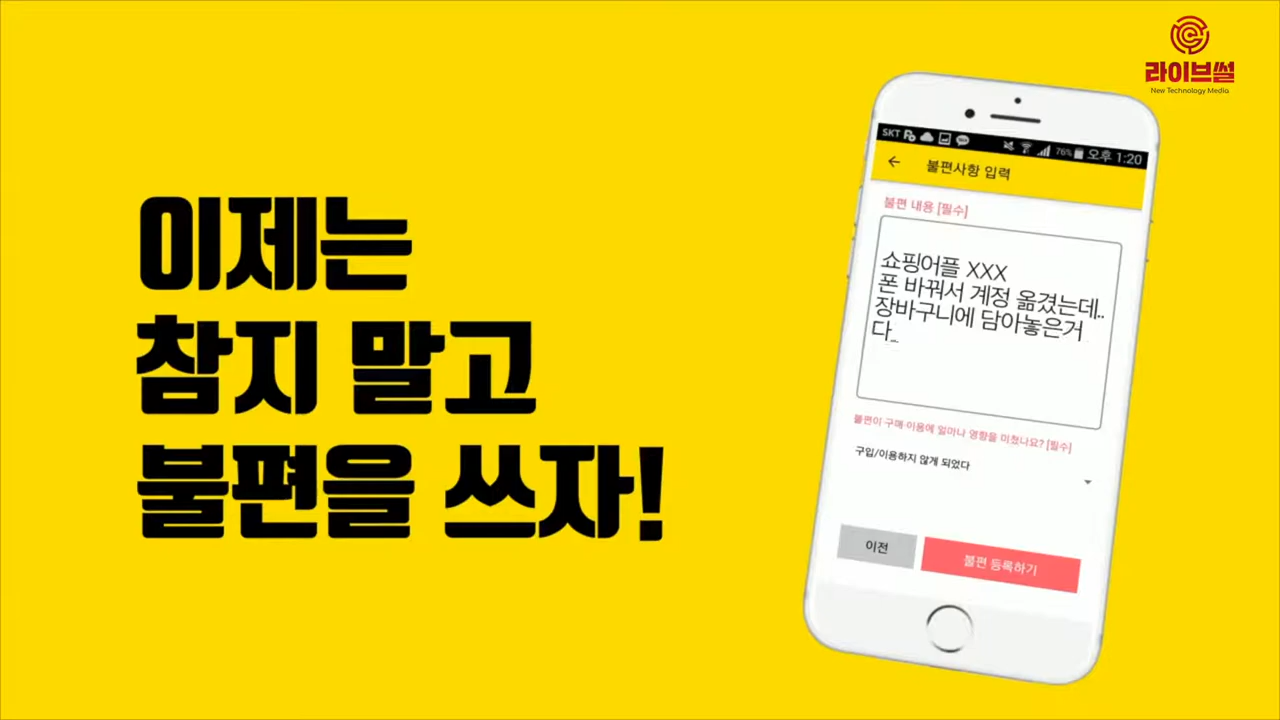 라이브썰
New Technology Media.
이제는
참지 말고
불편을 쓰자!
SKT 76% 오후 1:20
불편사항 입력
불편 내용 [필수]
쇼핑어플 XXX
폰 바꿔서 계정 옮겼는데..
장바구니에 담아놓은거
다...
불편이 구매·이용에 얼마나 영향을 미쳤나요? [필수]
구입/이용하지 않게 되었다
이전
불편 등록하기